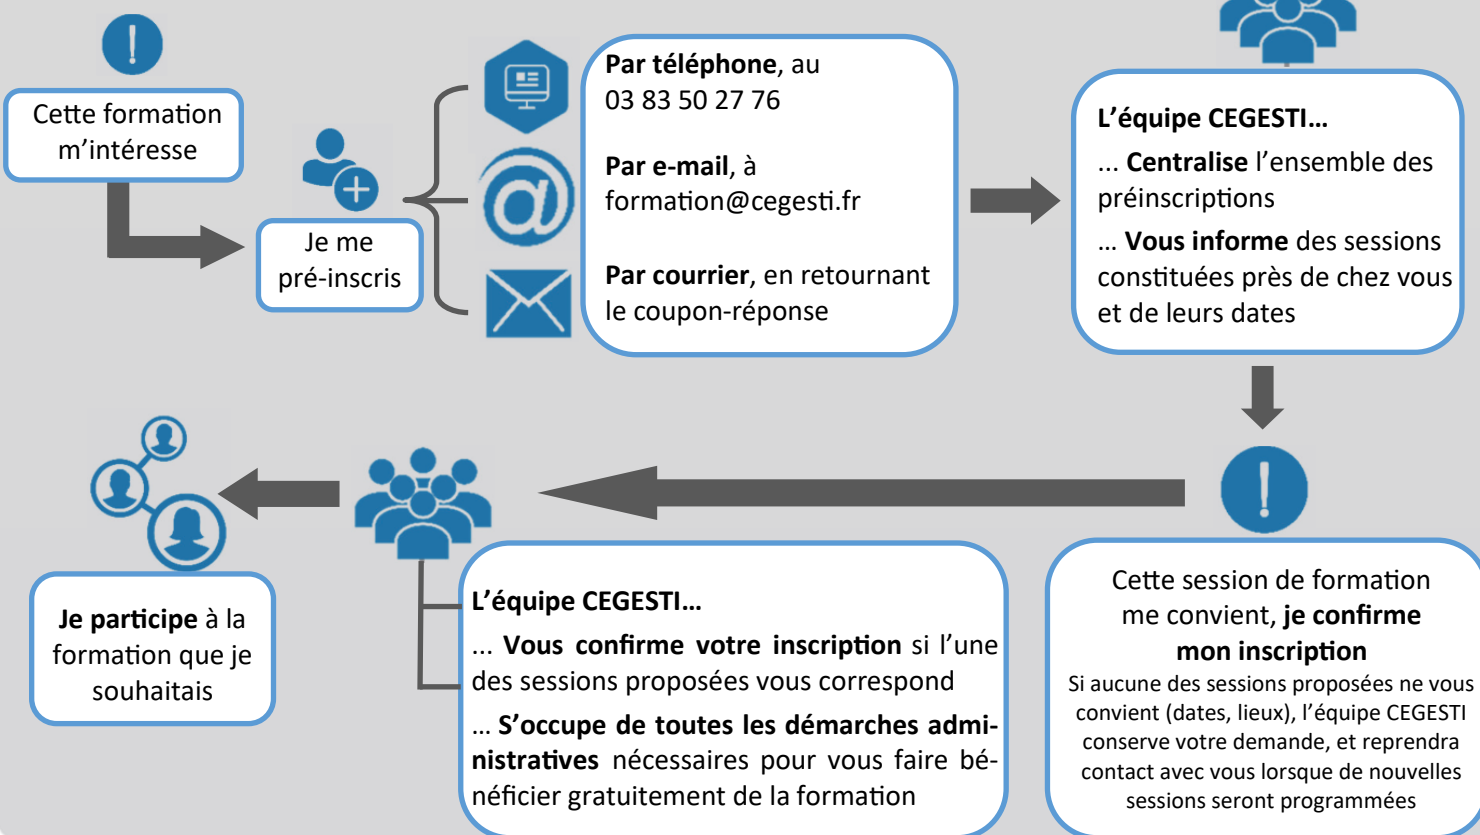 Cette formation
m’intéresse
Je me
pré-inscris
Par téléphone, au
03 83 50 27 76
Par e-mail, à
formation@cegesti.fr
Par courrier, en retournant
le coupon-réponse
L’équipe CEGESTI…
... Centralise l’ensemble des
préinscriptions
… Vous informe des sessions
constituées près de chez vous
et de leurs dates
Cette session de formation
me convient, je confirme
mon inscription
Si aucune des sessions proposées ne vous
convient (dates, lieux), l’équipe CEGESTI
conserve votre demande, et reprendra
contact avec vous lorsque de nouvelles
sessions seront programmées
L’équipe CEGESTI…
... Vous confirme votre inscription si l’une
des sessions proposées vous correspond
… S’occupe de toutes les démarches admi-
nistratives nécessaires pour vous faire bé-
néficier gratuitement de la formation
Je participe à la
formation que je
souhaitais